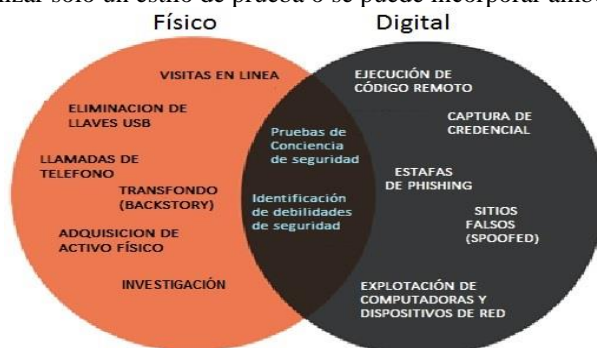 Físico
Digital
VISITAS EN LINEA
ELIMINACION DE
LLAVES USB
LLAMADAS DE
TELEFONO
TRANSFONDO
(BACKSTORY)
ADQUISICION DE
ACTIVO FÍSICO
INVESTIGACIÓN
Pruebas de
Conciencia
de seguridad
Identificación
de debilidades
de seguridad
EJECUCIÓN DE
CÓDIGO REMOTO
CAPTURA DE
CREDENCIAL
ESTAFAS
DE PHISHING
SITIOS
FALSOS
(SPOOFED)
EXPLOTACIÓN DE
COMPUTADORAS Y
DISPOSITIVOS DE RED